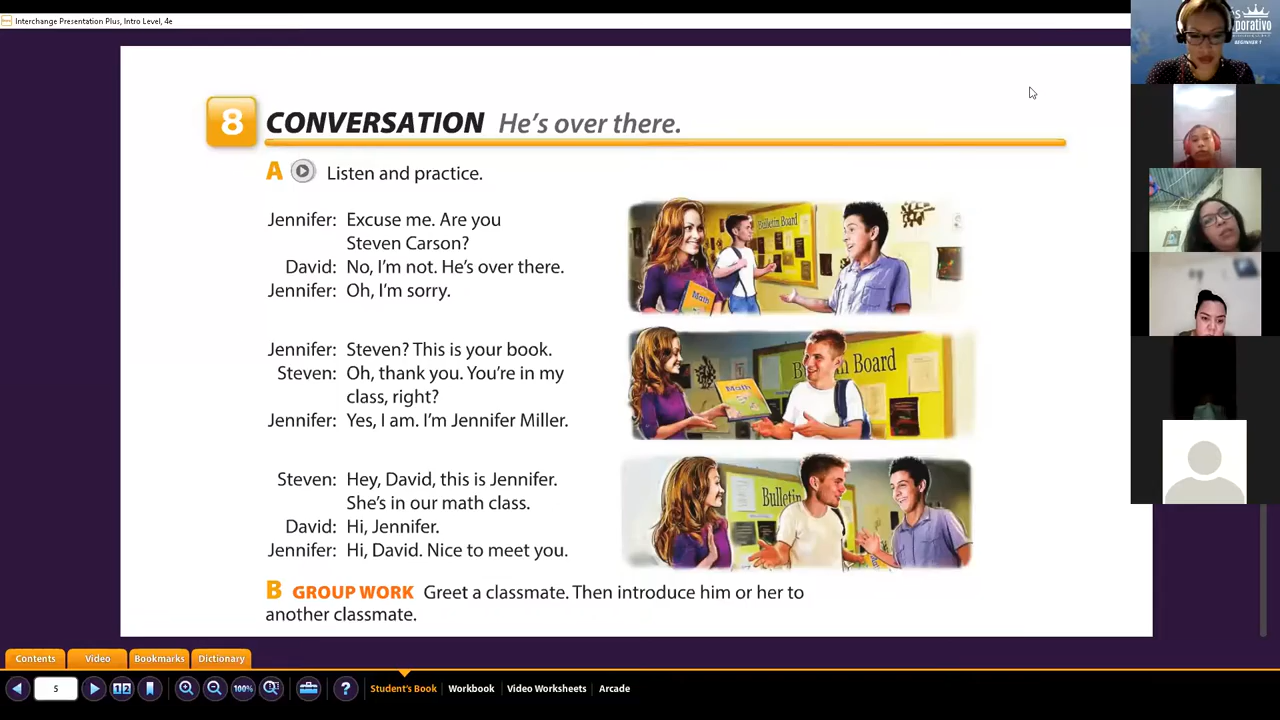 Interchange Presentation Plus, Intro Level, 4e
8 CONVERSATION He's over there.
A Listen and practice.
Jennifer: Excuse me. Are you
Steven Carson?
David: No, I'm not. He's over there.
Jennifer: Oh, I'm sorry.
Bulletin Board
Math
Jennifer: Steven? This is your book.
Steven: Oh, thank you. You're in my
class, right?
Jennifer: Yes, I am. I'm Jennifer Miller.
Board
Math
Steven: Hey, David, this is Jennifer.
She's in our math class.
David: Hi, Jennifer.
Jennifer: Hi, David. Nice to meet you.
B GROUP WORK Greet a classmate. Then introduce him or her to
another classmate.
Contents Video Bookmarks Dictionary
5 12 100% ? Student's Book Workbook Video Worksheets Arcade
BEGINNER 1